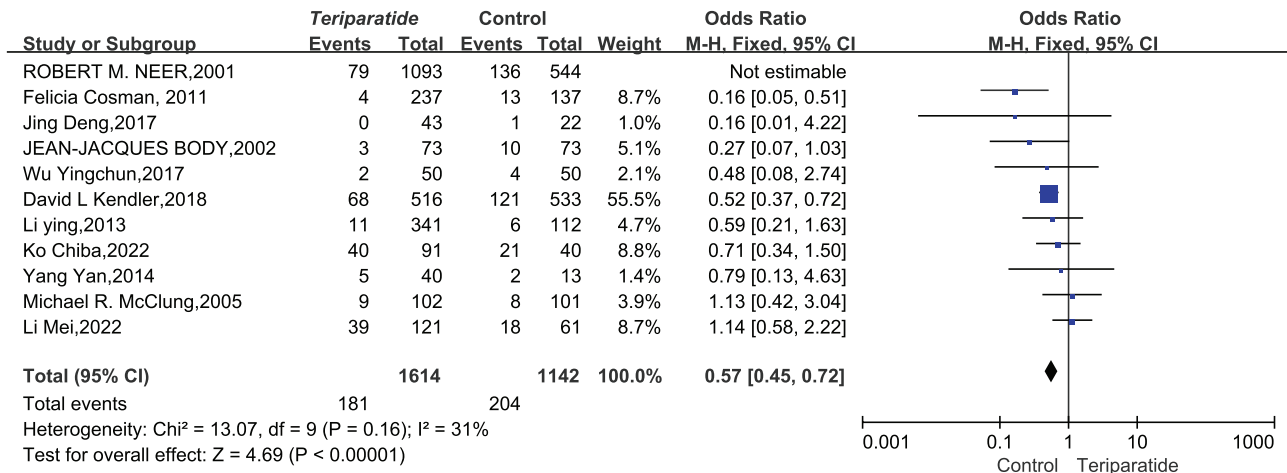 Teriparatide Control Odds Ratio Odds Ratio
Study or Subgroup Events Total Events Total Weight M-H, Fixed, 95% CI M-H, Fixed, 95% CI
ROBERT M. NEER,2001 79 1093 136 544 Not estimable
Felicia Cosman, 2011 4 237 13 137 8.7% 0.16 [0.05, 0.51]
Jing Deng,2017 0 43 1 22 1.0% 0.16 [0.01, 4.22]
JEAN-JACQUES BODY,2002 3 73 10 73 5.1% 0.27 [0.07, 1.03]
Wu Yingchun,2017 2 50 4 50 2.1% 0.48 [0.08, 2.74]
David L Kendler,2018 68 516 121 533 55.5% 0.52 [0.37, 0.72]
Li ying,2013 11 341 6 112 4.7% 0.59 [0.21, 1.63]
Ko Chiba,2022 40 91 21 40 8.8% 0.71 [0.34, 1.50]
Yang Yan,2014 5 40 2 13 1.4% 0.79 [0.13, 4.63]
Michael R. McClung,2005 9 102 8 101 3.9% 1.13 [0.42, 3.04]
Li Mei,2022 39 121 18 61 8.7% 1.14 [0.58, 2.22]
Total (95% CI) 1614 1142 100.0% 0.57 [0.45, 0.72]
Total events 181 204
Heterogeneity: Chi² = 13.07, df = 9 (P = 0.16); I² = 31%
Test for overall effect: Z = 4.69 (P < 0.00001)
0.001 0.1 1 10 1000
Control Teriparatide